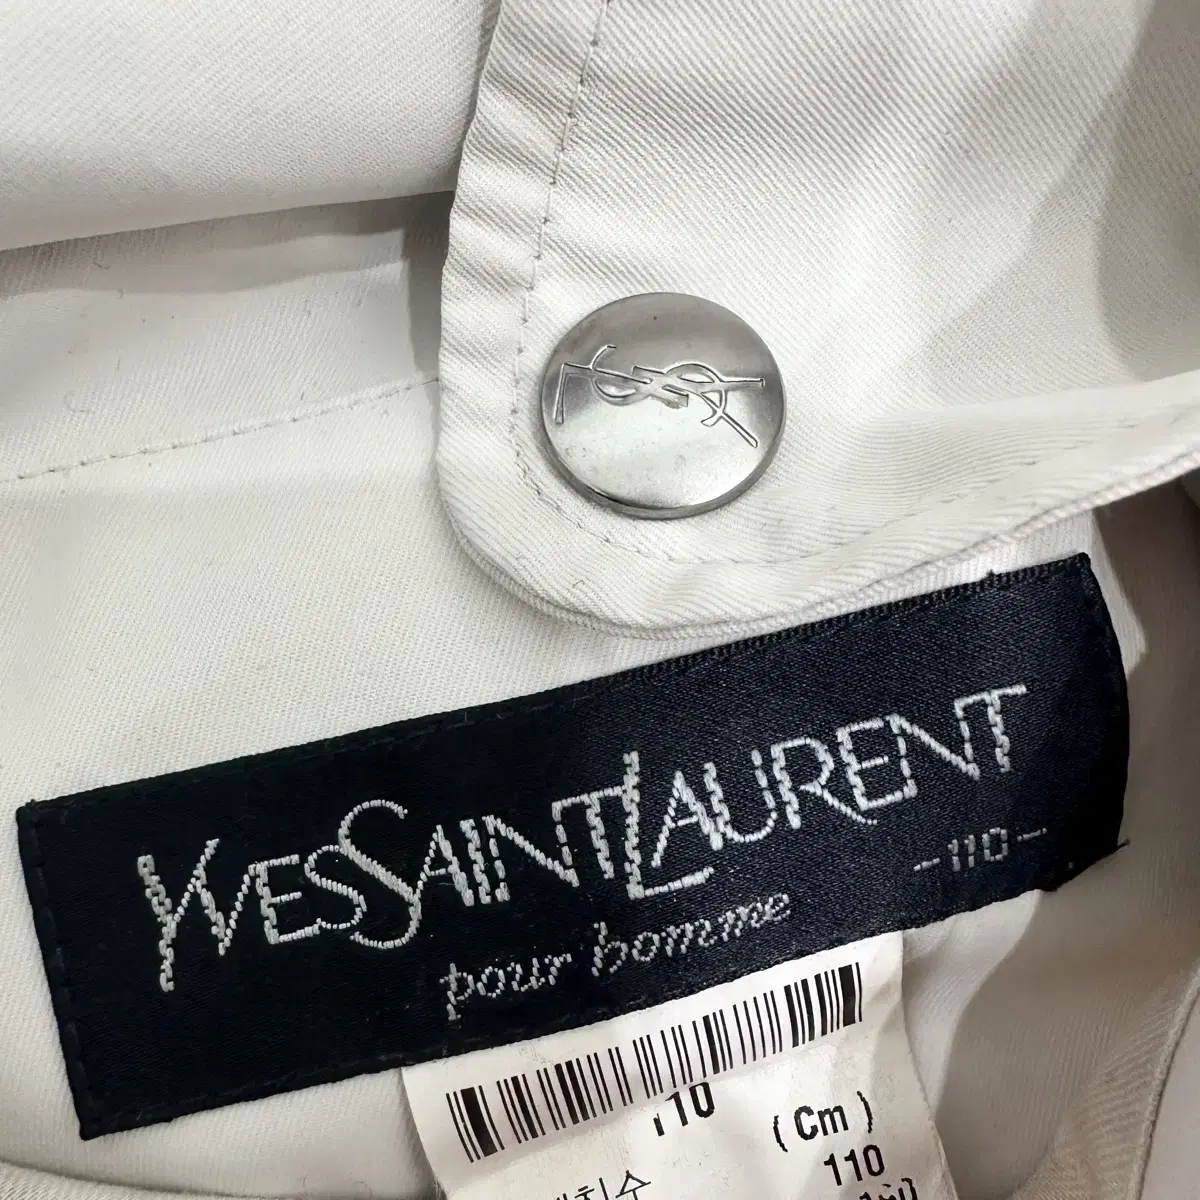 YSL
YVESSAINTLAURENT
-110-
pour homme
110
(Cm)
110